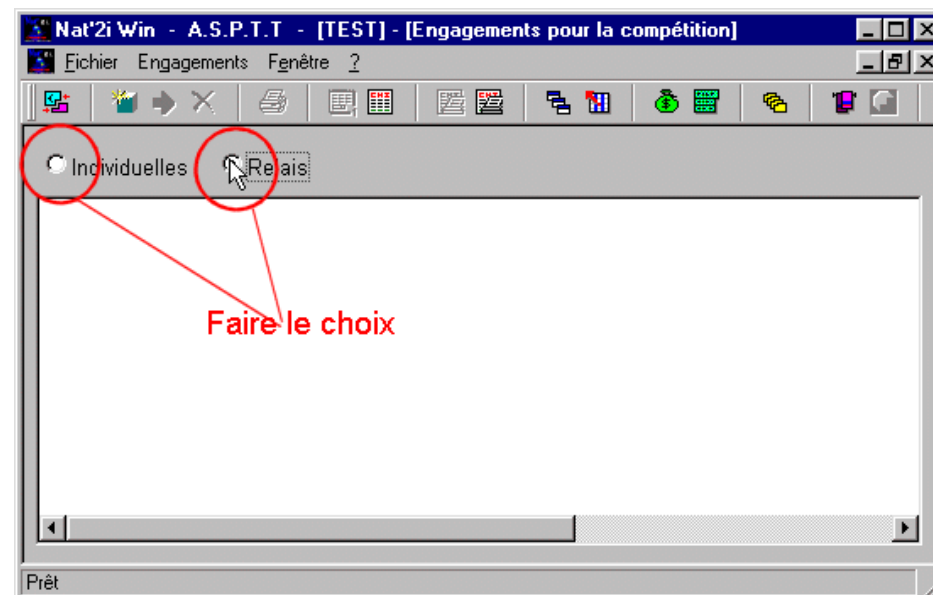 Nat'2i Win - A.S.P.T.T - [TEST] - [Engagements pour la compétition]
Fichier Engagements Fenêtre ?
Individuelles Relais
Faire le choix
Prêt